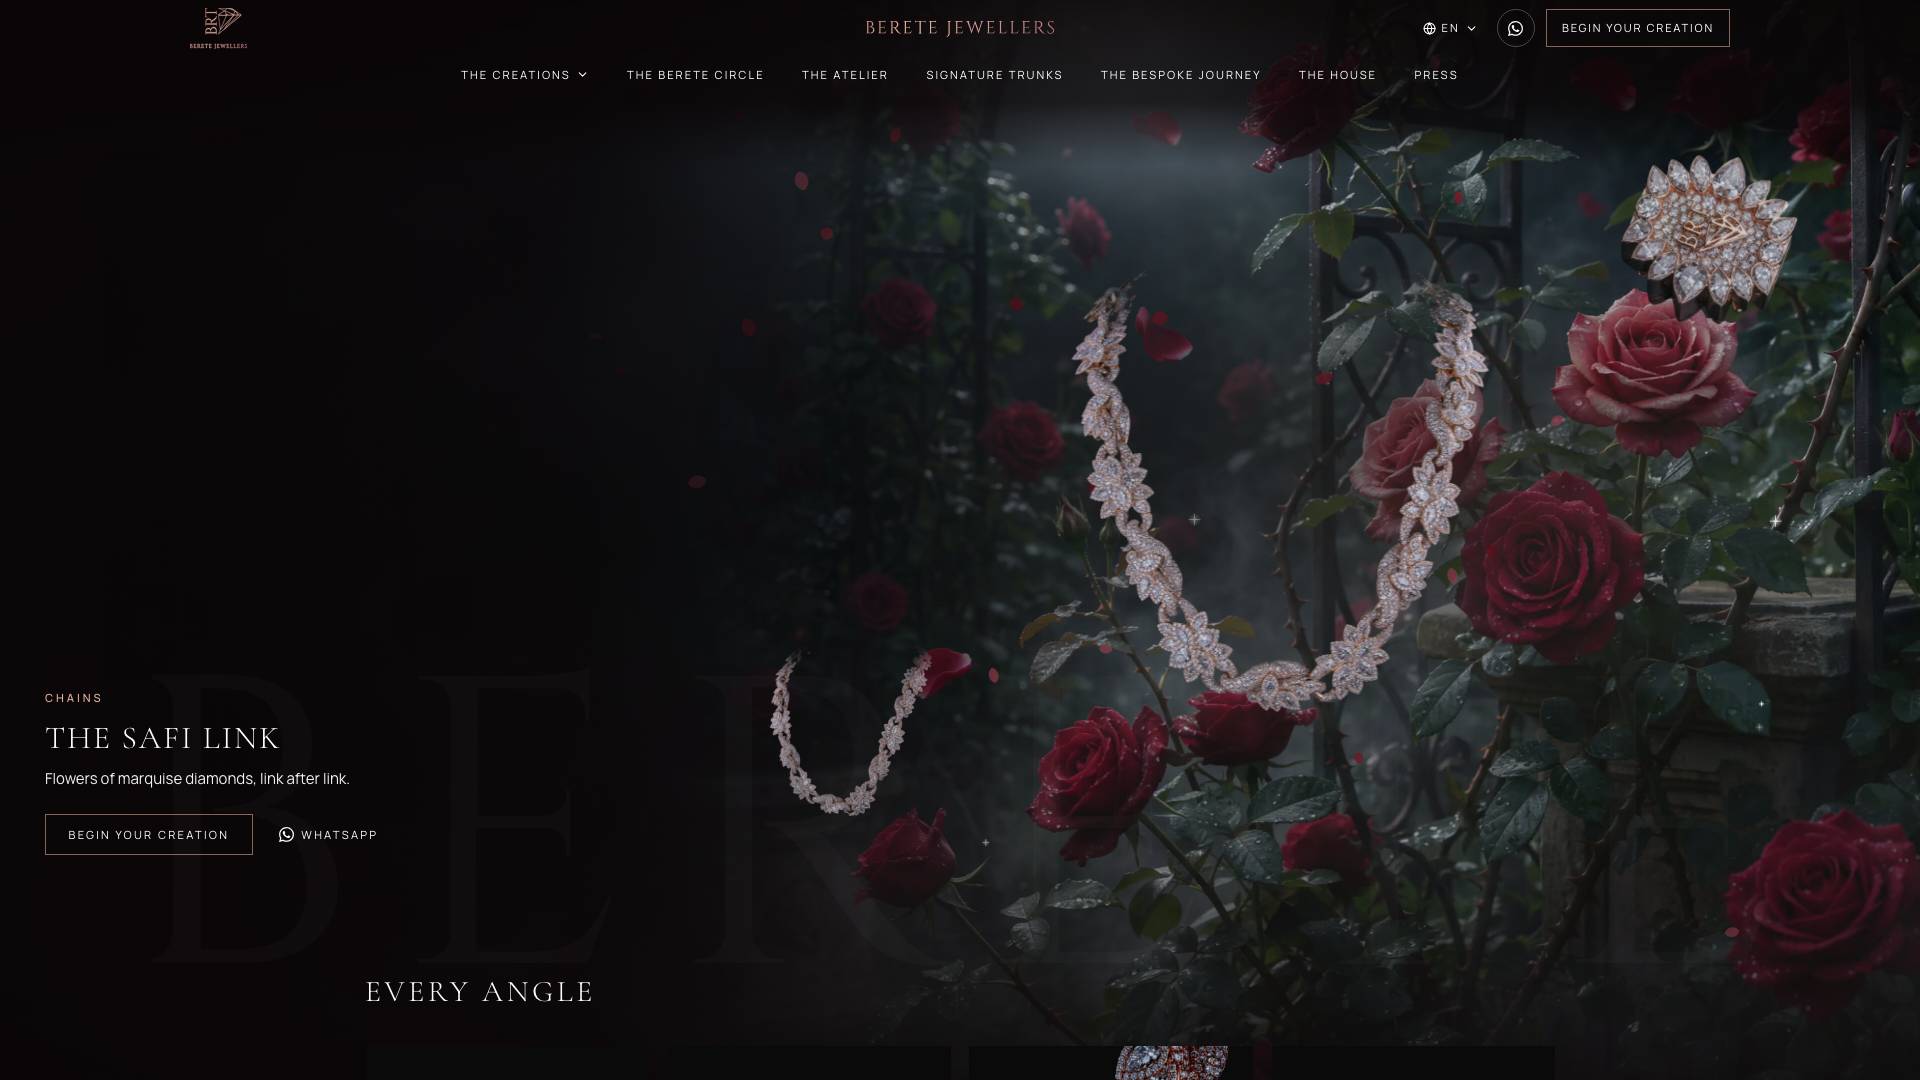 BRT
BERETE JEWELLERS
BERETE JEWELLERS
EN
BEGIN YOUR CREATION
THE CREATIONS
THE BERETE CIRCLE
THE ATELIER
SIGNATURE TRUNKS
THE BESPOKE JOURNEY
THE HOUSE
PRESS
BRT
CHAINS
THE SAFI LINK
Flowers of marquise diamonds, link after link.
BEGIN YOUR CREATION
WHATSAPP
EVERY ANGLE